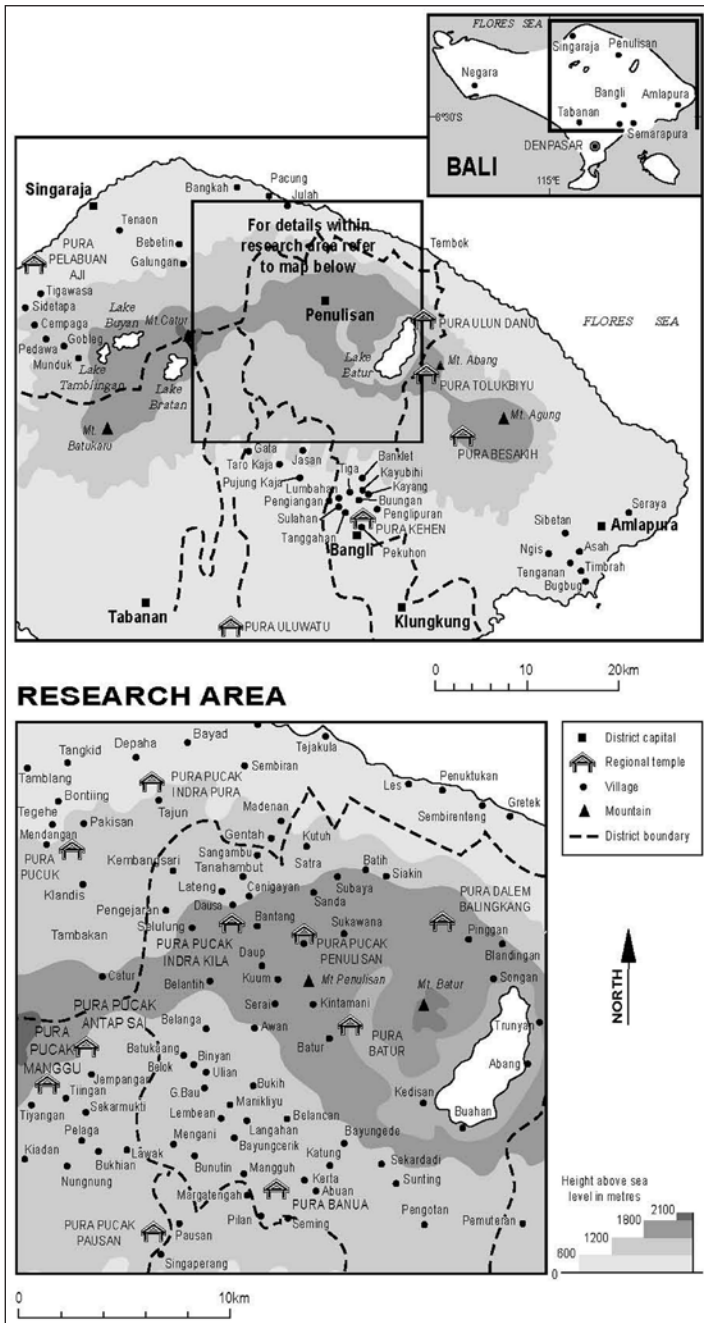 FLORES SEA
Singaraja
Penulisan
Negara
Bangli
Amlapura
8°30'S
Tabanan
Semarapura
DENPASAR
BALI
115°E
Singaraja
Bangkah
Pacung
Julah
Tenaon
For details within
research area refer
to map below
PURA
PELABUAN
AJI
Bebetin
Galungan
Tembok
Tigawasa
Sidetapa
Cempaga
Gobleg
Pedawa
Munduk
Lake
Buyan
Mt.Catur
Lake
Tamblingan
Lake
Bratan
Mt.
Batukaru
Penulisan
Lake
Batur
PURA ULUN DANU
FLORES SEA
Mt. Abang
PURA TOLUKBIYU
Mt. Agung
PURA BESAKIH
Gata
Jasan
Taro Kaja
Pujung Kaja
Tiga
Banklet
Kayubihi
Lumbahan
Kayang
Pengiangan
Buungan
Penglipuran
Sulahan
PURA KEHEN
Tanggahan
Bangli
Pekuhon
Seraya
Sibetan
Amlapura
Ngis
Asah
Tenganan
Timbrah
Bugbug
Tabanan
PURA ULUWATU
Klungkung
0 10 20km
RESEARCH AREA
District capital
Regional temple
Village
Mountain
District boundary
NORTH
Height above sea
level in metres
2100
1800
1200
600
0
Tamblang
Tangkid
Depaha
Bayad
Tejakula
Sembiran
Les
Penuktukan
Bontiing
PURA PUCAK
INDRA PURA
Tegehe
Pakisan
Tajun
Madenan
Sembirenteng
Gretek
Mendangan
Gentah
Kutuh
PURA
PUCUK
Sangambu
Satra
Batih
Kembangsari
Tanahambut
Siakin
Klandis
Lateng
Cenigayan
Subaya
Sanda
PURA DALEM
BALINGKANG
Pengejaran
Dausa
Bantang
Sukawana
Selulung
Pinggan
Tambakan
PURA PUCAK
INDRA KILA
PURA PUCAK
PENULISAN
Blandingan
Daup
Catur
Belantih
Kuum
Mt Penulisan
Mt. Batur
Songan
PURA PUCAK
ANTAP SAI
Serai
Kintamani
Belanga
Awan
Trunyan
PURA
PUCAK
MANGGU
Batur
PURA
BATUR
Batukaang
Binyan
Belok
Ulian
Abang
Jempangan
Tiingan
G.Bau
Bukih
Kedisan
Tiyangan
Sekarmukti
Manikliyu
Lembean
Belancan
Buahan
Pelaga
Langahan
Mengani
Bayungcerik
Bayungede
Kiadan
Lawak
Katung
Bukhian
Bunutin
Mangguh
Sekardadi
Nungnung
Kerta
Sunting
Margatengah
Abuan
PURA BANUA
PURA PUCAK
PAUSAN
Pausan
Pilan
Seming
Pengotan
Pemuteran
Singaperang
0 10km